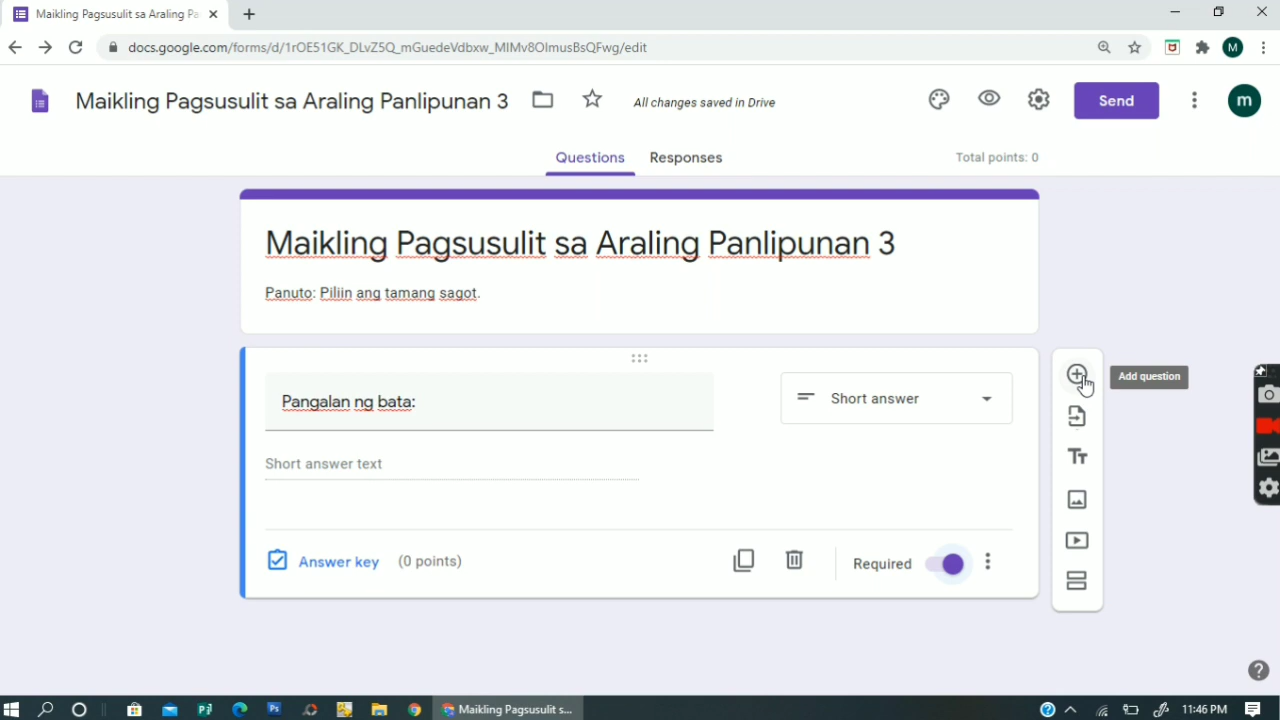 Maikling Pagsusulit sa Araling Pa
docs.google.com/forms/d/1rOE51GK_DLvZ5Q_mGuedeVdbxw_MIMv8OlmusBsQFwg/edit
M
Maikling Pagsusulit sa Araling Panlipunan 3
All changes saved in Drive
Send
m
Questions
Responses
Total points: 0
Maikling Pagsusulit sa Araling Panlipunan 3
Panuto: Piliin ang tamang sagot.
Pangalan ng bata:
Short answer
Add question
Short answer text
Answer key
(0 points)
Required
Maikling Pagsusulit s...
11:46 PM